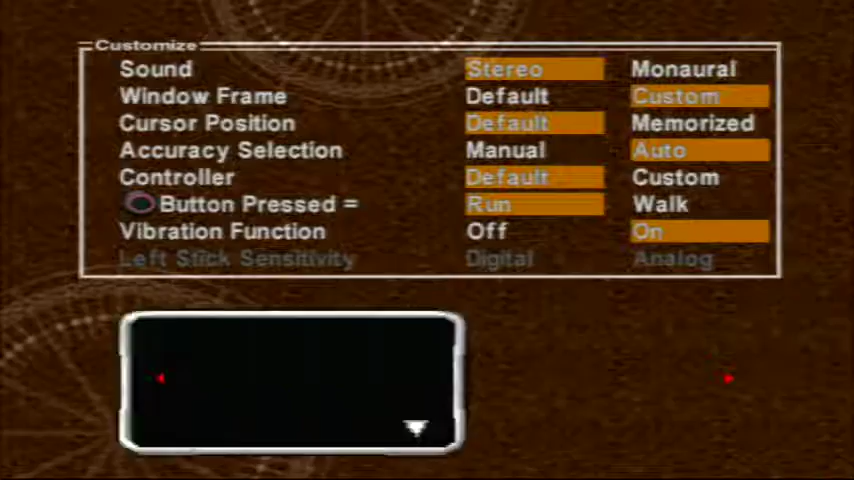 Customize
Sound Stereo Monaural
Window Frame Default Custom
Cursor Position Default Memorized
Accuracy Selection Manual Auto
Controller Default Custom
Button Pressed = Run Walk
Vibration Function Off On
Left Stick Sensitivity Digital Analog